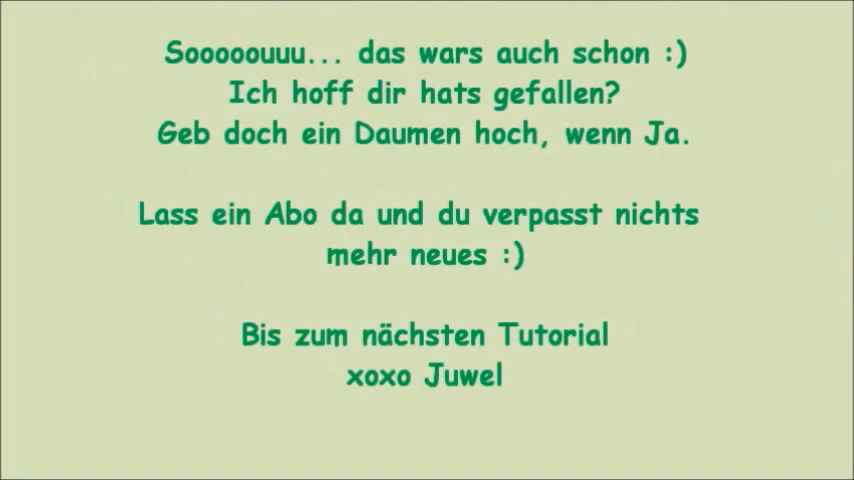 Sooooouuu... das wars auch schon :)
Ich hoff dir hats gefallen?
Geb doch ein Daumen hoch, wenn Ja.
Lass ein Abo da und du verpasst nichts
mehr neues :)
Bis zum nächsten Tutorial
xoxo Juwel